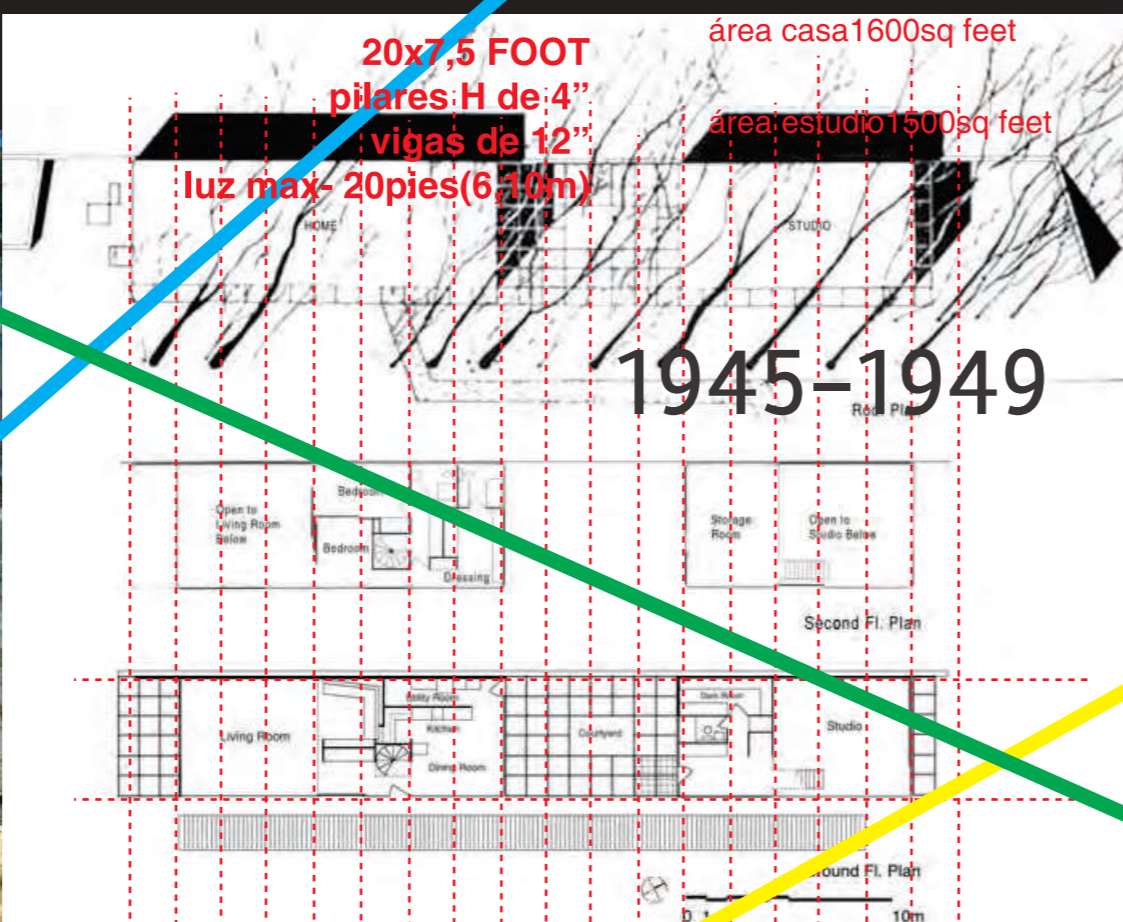 20x7,5 FOOT
pilares H de 4”
vigas de 12”
luz max- 20pies(6,10m)
área casa1600sq feet
área estudio1500sq feet
HOME
STUDIO
1945–1949
Roof Plan
Open to
Living Room
Below
Bedroom
Bedroom
Dressing
Storage
Room
Open to
Studio Below
Second Fl. Plan
Living Room
Utility Room
Kitchen
Dining Room
Courtyard
Dark Room
Studio
Ground Fl. Plan
0 1 10m